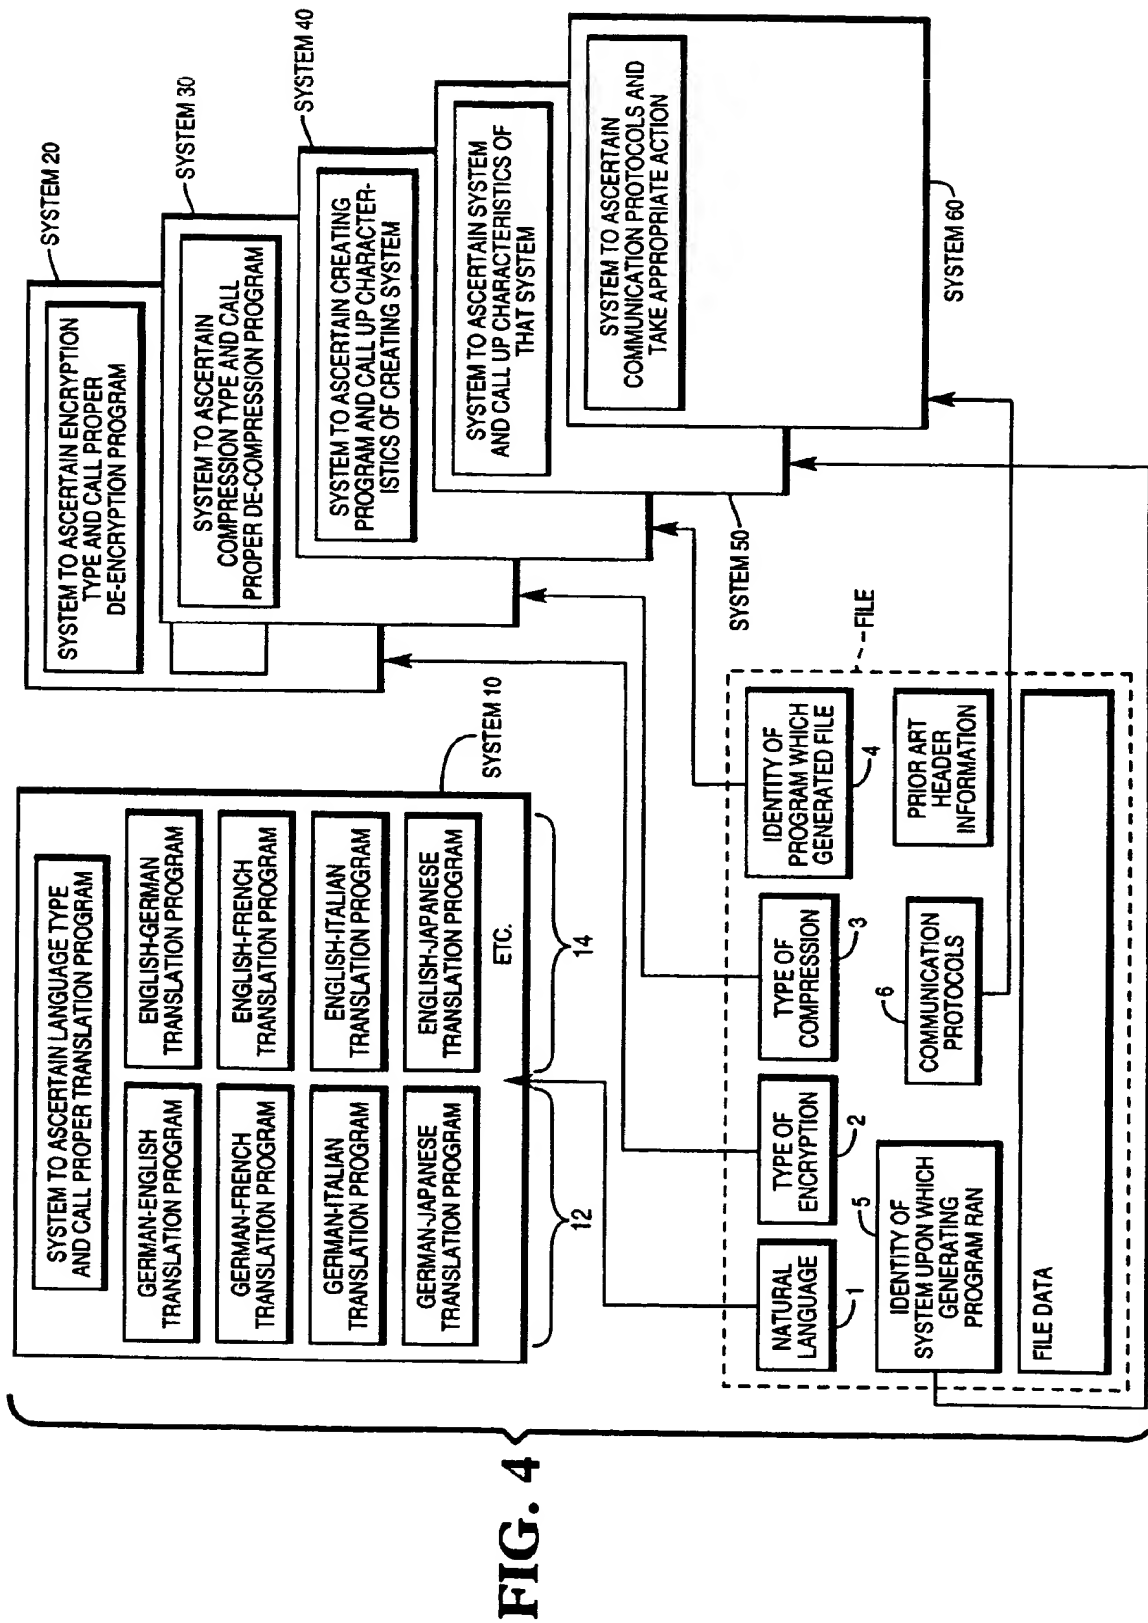 SYSTEM TO ASCERTAIN LANGUAGE TYPE
AND CALL PROPER TRANSLATION PROGRAM
GERMAN-ENGLISH
TRANSLATION PROGRAM
ENGLISH-GERMAN
TRANSLATION PROGRAM
GERMAN-FRENCH
TRANSLATION PROGRAM
ENGLISH-FRENCH
TRANSLATION PROGRAM
GERMAN-ITALIAN
TRANSLATION PROGRAM
ENGLISH-ITALIAN
TRANSLATION PROGRAM
GERMAN-JAPANESE
TRANSLATION PROGRAM
ENGLISH-JAPANESE
TRANSLATION PROGRAM
ETC.
12
14
SYSTEM 10
SYSTEM 20
SYSTEM TO ASCERTAIN ENCRYPTION
TYPE AND CALL PROPER
DE-ENCRYPTION PROGRAM
SYSTEM 30
SYSTEM TO ASCERTAIN
COMPRESSION TYPE AND CALL
PROPER DE-COMPRESSION PROGRAM
SYSTEM 40
SYSTEM TO ASCERTAIN CREATING
PROGRAM AND CALL UP CHARACTER-
ISTICS OF CREATING SYSTEM
SYSTEM TO ASCERTAIN SYSTEM
AND CALL UP CHARACTERISTICS OF
THAT SYSTEM
SYSTEM 50
SYSTEM TO ASCERTAIN
COMMUNICATION PROTOCOLS AND
TAKE APPROPRIATE ACTION
SYSTEM 60
FILE
NATURAL
LANGUAGE
1
TYPE OF
ENCRYPTION
2
TYPE OF
COMPRESSION
3
IDENTITY OF
PROGRAM WHICH
GENERATED FILE
4
5
IDENTITY OF
SYSTEM UPON WHICH
GENERATING
PROGRAM RAN
6
COMMUNICATION
PROTOCOLS
PRIOR ART
HEADER
INFORMATION
FILE DATA
FIG. 4